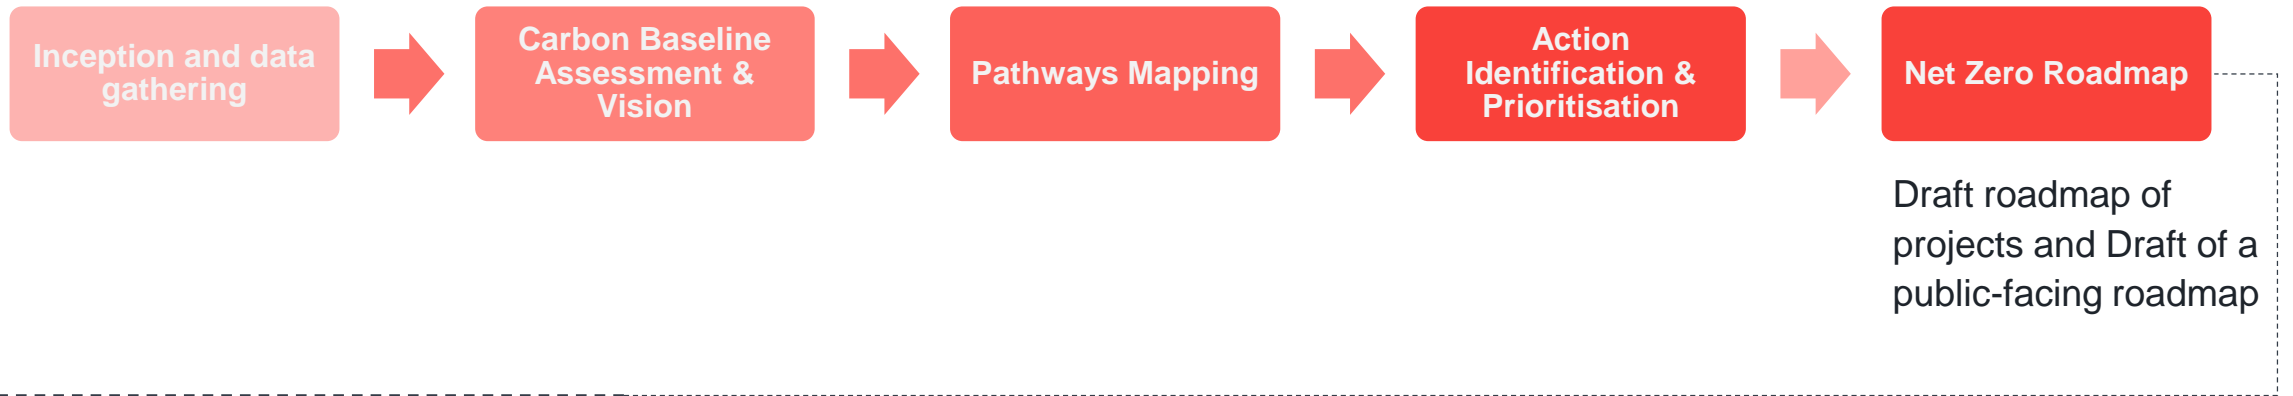 Inception and data
gathering
Carbon Baseline
Assessment &
Vision
Pathways Mapping
Action
Identification &
Prioritisation
Net Zero Roadmap
Draft roadmap of
projects and Draft of a
public-facing roadmap